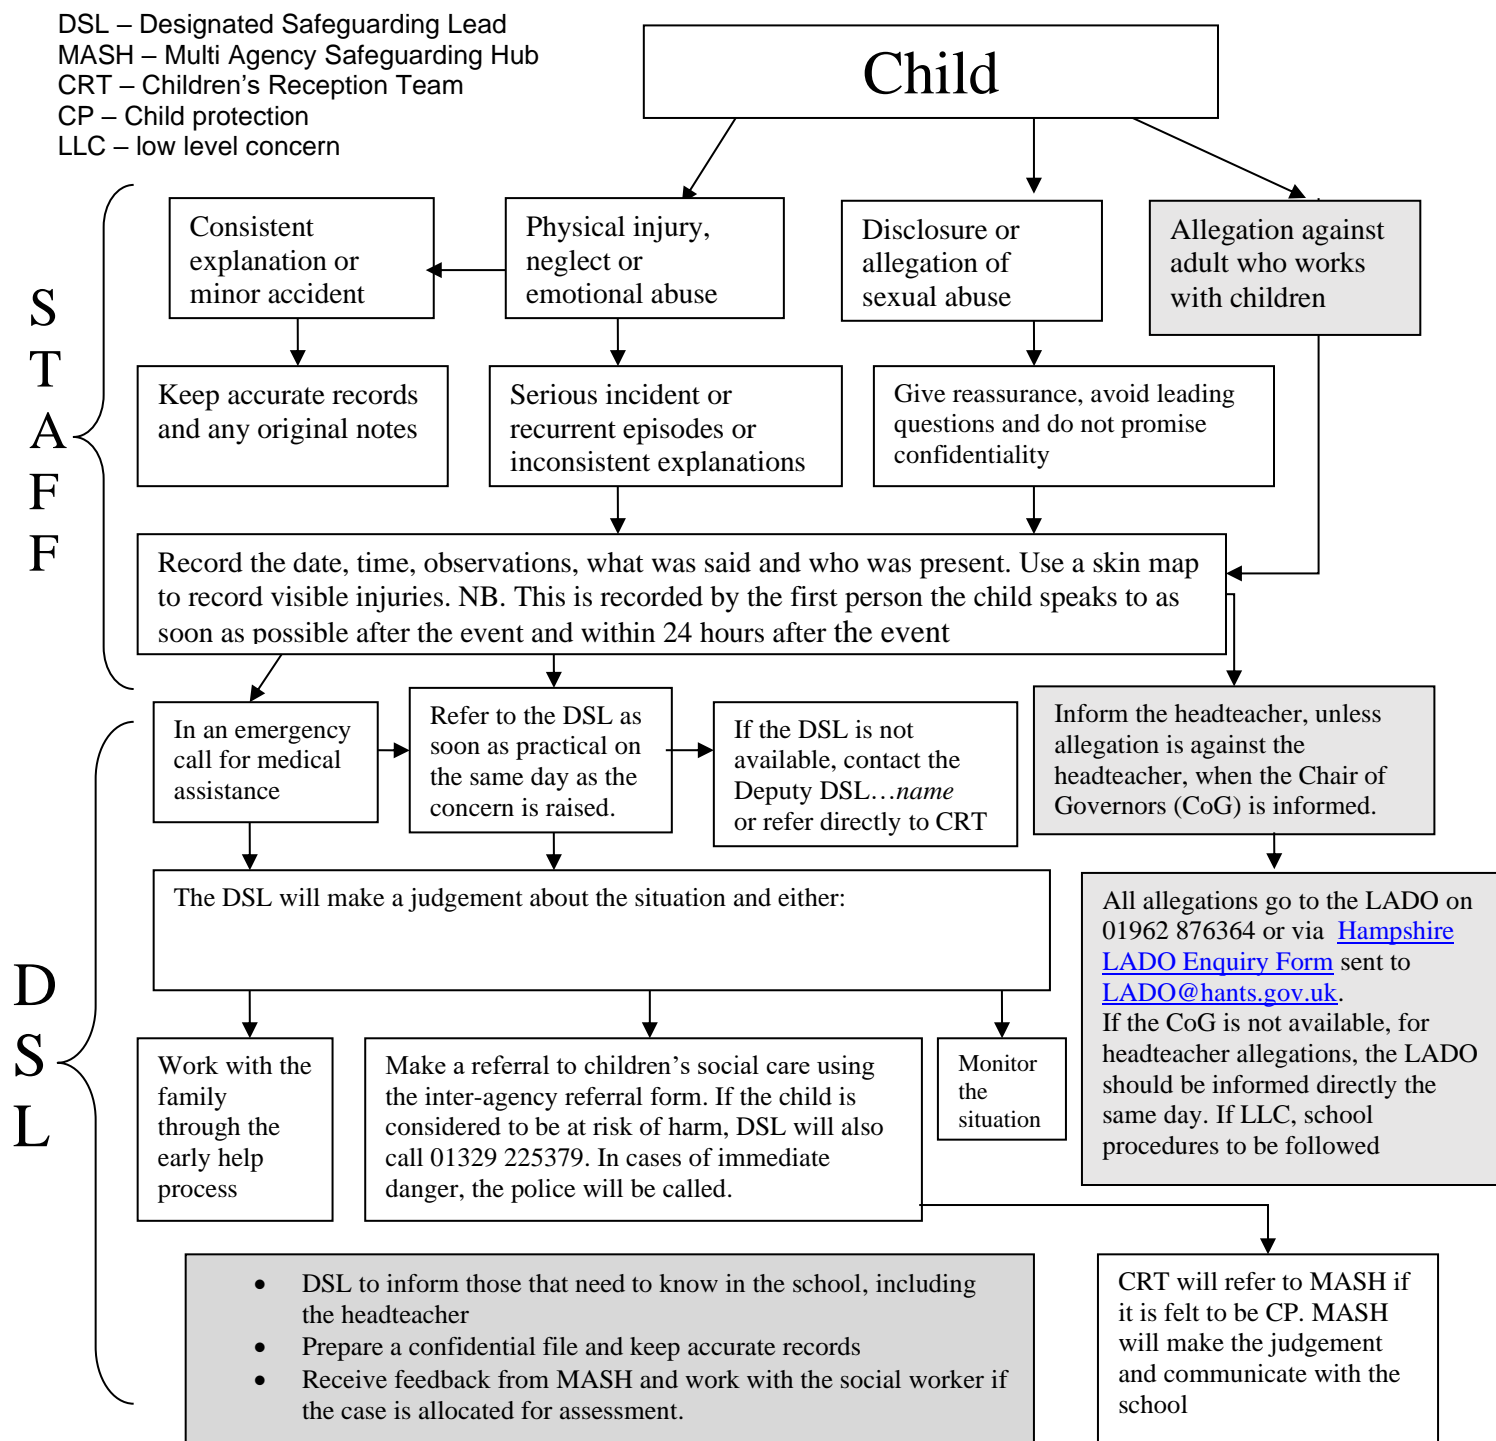 DSL – Designated Safeguarding Lead
MASH – Multi Agency Safeguarding Hub
CRT – Children's Reception Team
CP – Child protection
LLC – low level concern
Child
S
T
A
F
F
Consistent
explanation or
minor accident
Physical injury,
neglect or
emotional abuse
Disclosure or
allegation of
sexual abuse
Allegation against
adult who works
with children
Keep accurate records
and any original notes
Serious incident or
recurrent episodes or
inconsistent explanations
Give reassurance, avoid leading
questions and do not promise
confidentiality
Record the date, time, observations, what was said and who was present. Use a skin map
to record visible injuries. NB. This is recorded by the first person the child speaks to as
soon as possible after the event and within 24 hours after the event
D
S
L
In an emergency
call for medical
assistance
Refer to the DSL as
soon as practical on
the same day as the
concern is raised.
If the DSL is not
available, contact the
Deputy DSL…name
or refer directly to CRT
Inform the headteacher, unless
allegation is against the
headteacher, when the Chair of
Governors (CoG) is informed.
The DSL will make a judgement about the situation and either:
All allegations go to the LADO on
01962 876364 or via Hampshire
LADO Enquiry Form sent to
LADO@hants.gov.uk.
If the CoG is not available, for
headteacher allegations, the LADO
should be informed directly the
same day. If LLC, school
procedures to be followed
Work with the
family
through the
early help
process
Make a referral to children's social care using
the inter-agency referral form. If the child is
considered to be at risk of harm, DSL will also
call 01329 225379. In cases of immediate
danger, the police will be called.
Monitor
the
situation
• DSL to inform those that need to know in the school, including
the headteacher
• Prepare a confidential file and keep accurate records
• Receive feedback from MASH and work with the social worker if
the case is allocated for assessment.
CRT will refer to MASH if
it is felt to be CP. MASH
will make the judgement
and communicate with the
school